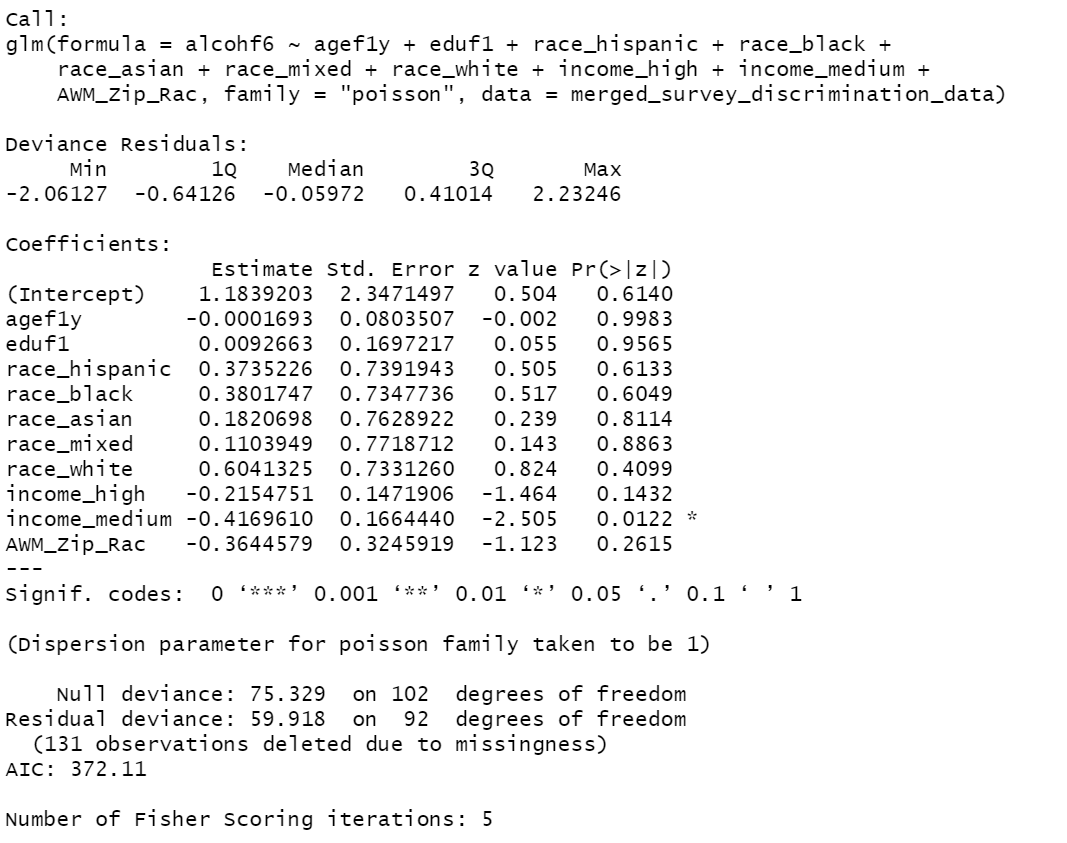 Call:
glm(formula = alcohf6 ~ agef1y + eduf1 + race_hispanic + race_black +
    race_asian + race_mixed + race_white + income_high + income_medium +
    AWM_Zip_Rac, family = "poisson", data = merged_survey_discrimination_data)

Deviance Residuals:
     Min        1Q    Median        3Q       Max
-2.06127  -0.64126  -0.05972   0.41014   2.23246

Coefficients:
                Estimate Std. Error z value Pr(>|z|)
(Intercept)    1.1839203  2.3471497   0.504   0.6140
agef1y        -0.0001693  0.0803507  -0.002   0.9983
eduf1          0.0092663  0.1697217   0.055   0.9565
race_hispanic  0.3735226  0.7391943   0.505   0.6133
race_black     0.3801747  0.7347736   0.517   0.6049
race_asian     0.1820698  0.7628922   0.239   0.8114
race_mixed     0.1103949  0.7718712   0.143   0.8863
race_white     0.6041325  0.7331260   0.824   0.4099
income_high   -0.2154751  0.1471906  -1.464   0.1432
income_medium -0.4169610  0.1664440  -2.505   0.0122 *
AWM_Zip_Rac   -0.3644579  0.3245919  -1.123   0.2615
---
Signif. codes:  0 ‘***’ 0.001 ‘**’ 0.01 ‘*’ 0.05 ‘.’ 0.1 ‘ ’ 1

(Dispersion parameter for poisson family taken to be 1)

    Null deviance: 75.329  on 102  degrees of freedom
Residual deviance: 59.918  on  92  degrees of freedom
  (131 observations deleted due to missingness)
AIC: 372.11

Number of Fisher Scoring iterations: 5